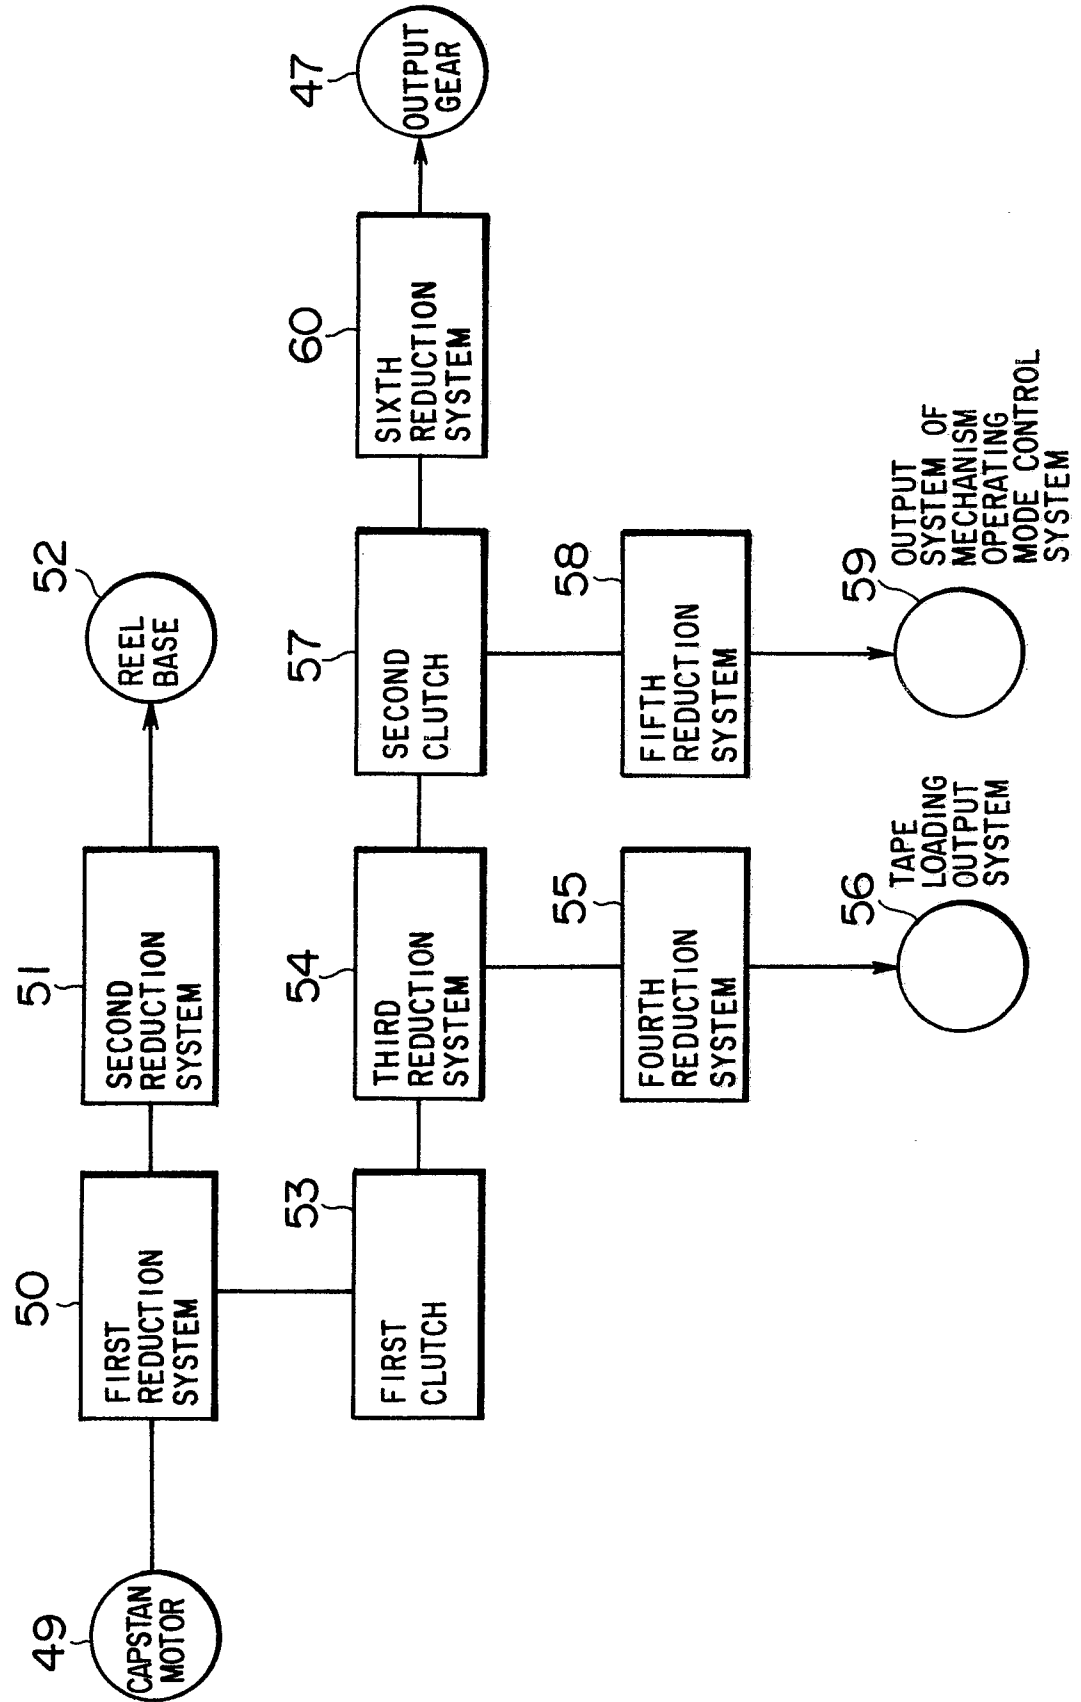 49
CAPSTAN
MOTOR
50
FIRST
REDUCTION
SYSTEM
51
SECOND
REDUCTION
SYSTEM
52
REEL
BASE
53
FIRST
CLUTCH
54
THIRD
REDUCTION
SYSTEM
57
SECOND
CLUTCH
60
SIXTH
REDUCTION
SYSTEM
47
OUTPUT
GEAR
55
FOURTH
REDUCTION
SYSTEM
58
FIFTH
REDUCTION
SYSTEM
56
TAPE
LOADING
OUTPUT
SYSTEM
59
OUTPUT
SYSTEM OF
MECHANISM
OPERATING
MODE CONTROL
SYSTEM